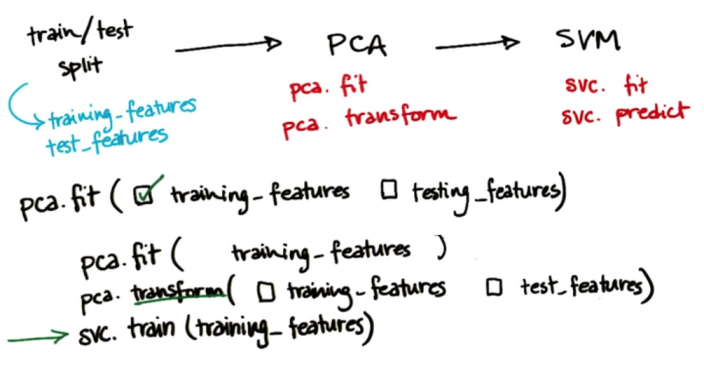 train/test
split
PCA
SVM
training_features
test_features
pca. fit
pca. transform
svc. fit
svc. predict
pca.fit ( ☑ training_features ☐ testing_features)
pca.fit ( training_features )
pca. transform( ☐ training_features ☐ test_features)
svc. train (training_features)